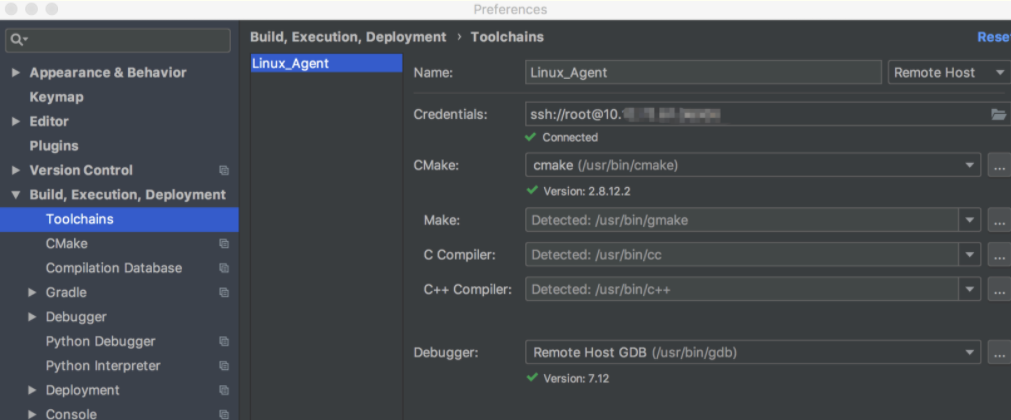 Preferences
Build, Execution, Deployment › Toolchains
Reset
Appearance & Behavior
Keymap
Editor
Plugins
Version Control
Build, Execution, Deployment
Toolchains
CMake
Compilation Database
Gradle
Debugger
Python Debugger
Python Interpreter
Deployment
Console
Linux_Agent
Name: Linux_Agent Remote Host
Credentials: ssh://root@10.
Connected
CMake: cmake (/usr/bin/cmake) ...
Version: 2.8.12.2
Make: Detected: /usr/bin/gmake ...
C Compiler: Detected: /usr/bin/cc ...
C++ Compiler: Detected: /usr/bin/c++ ...
Debugger: Remote Host GDB (/usr/bin/gdb) ...
Version: 7.12